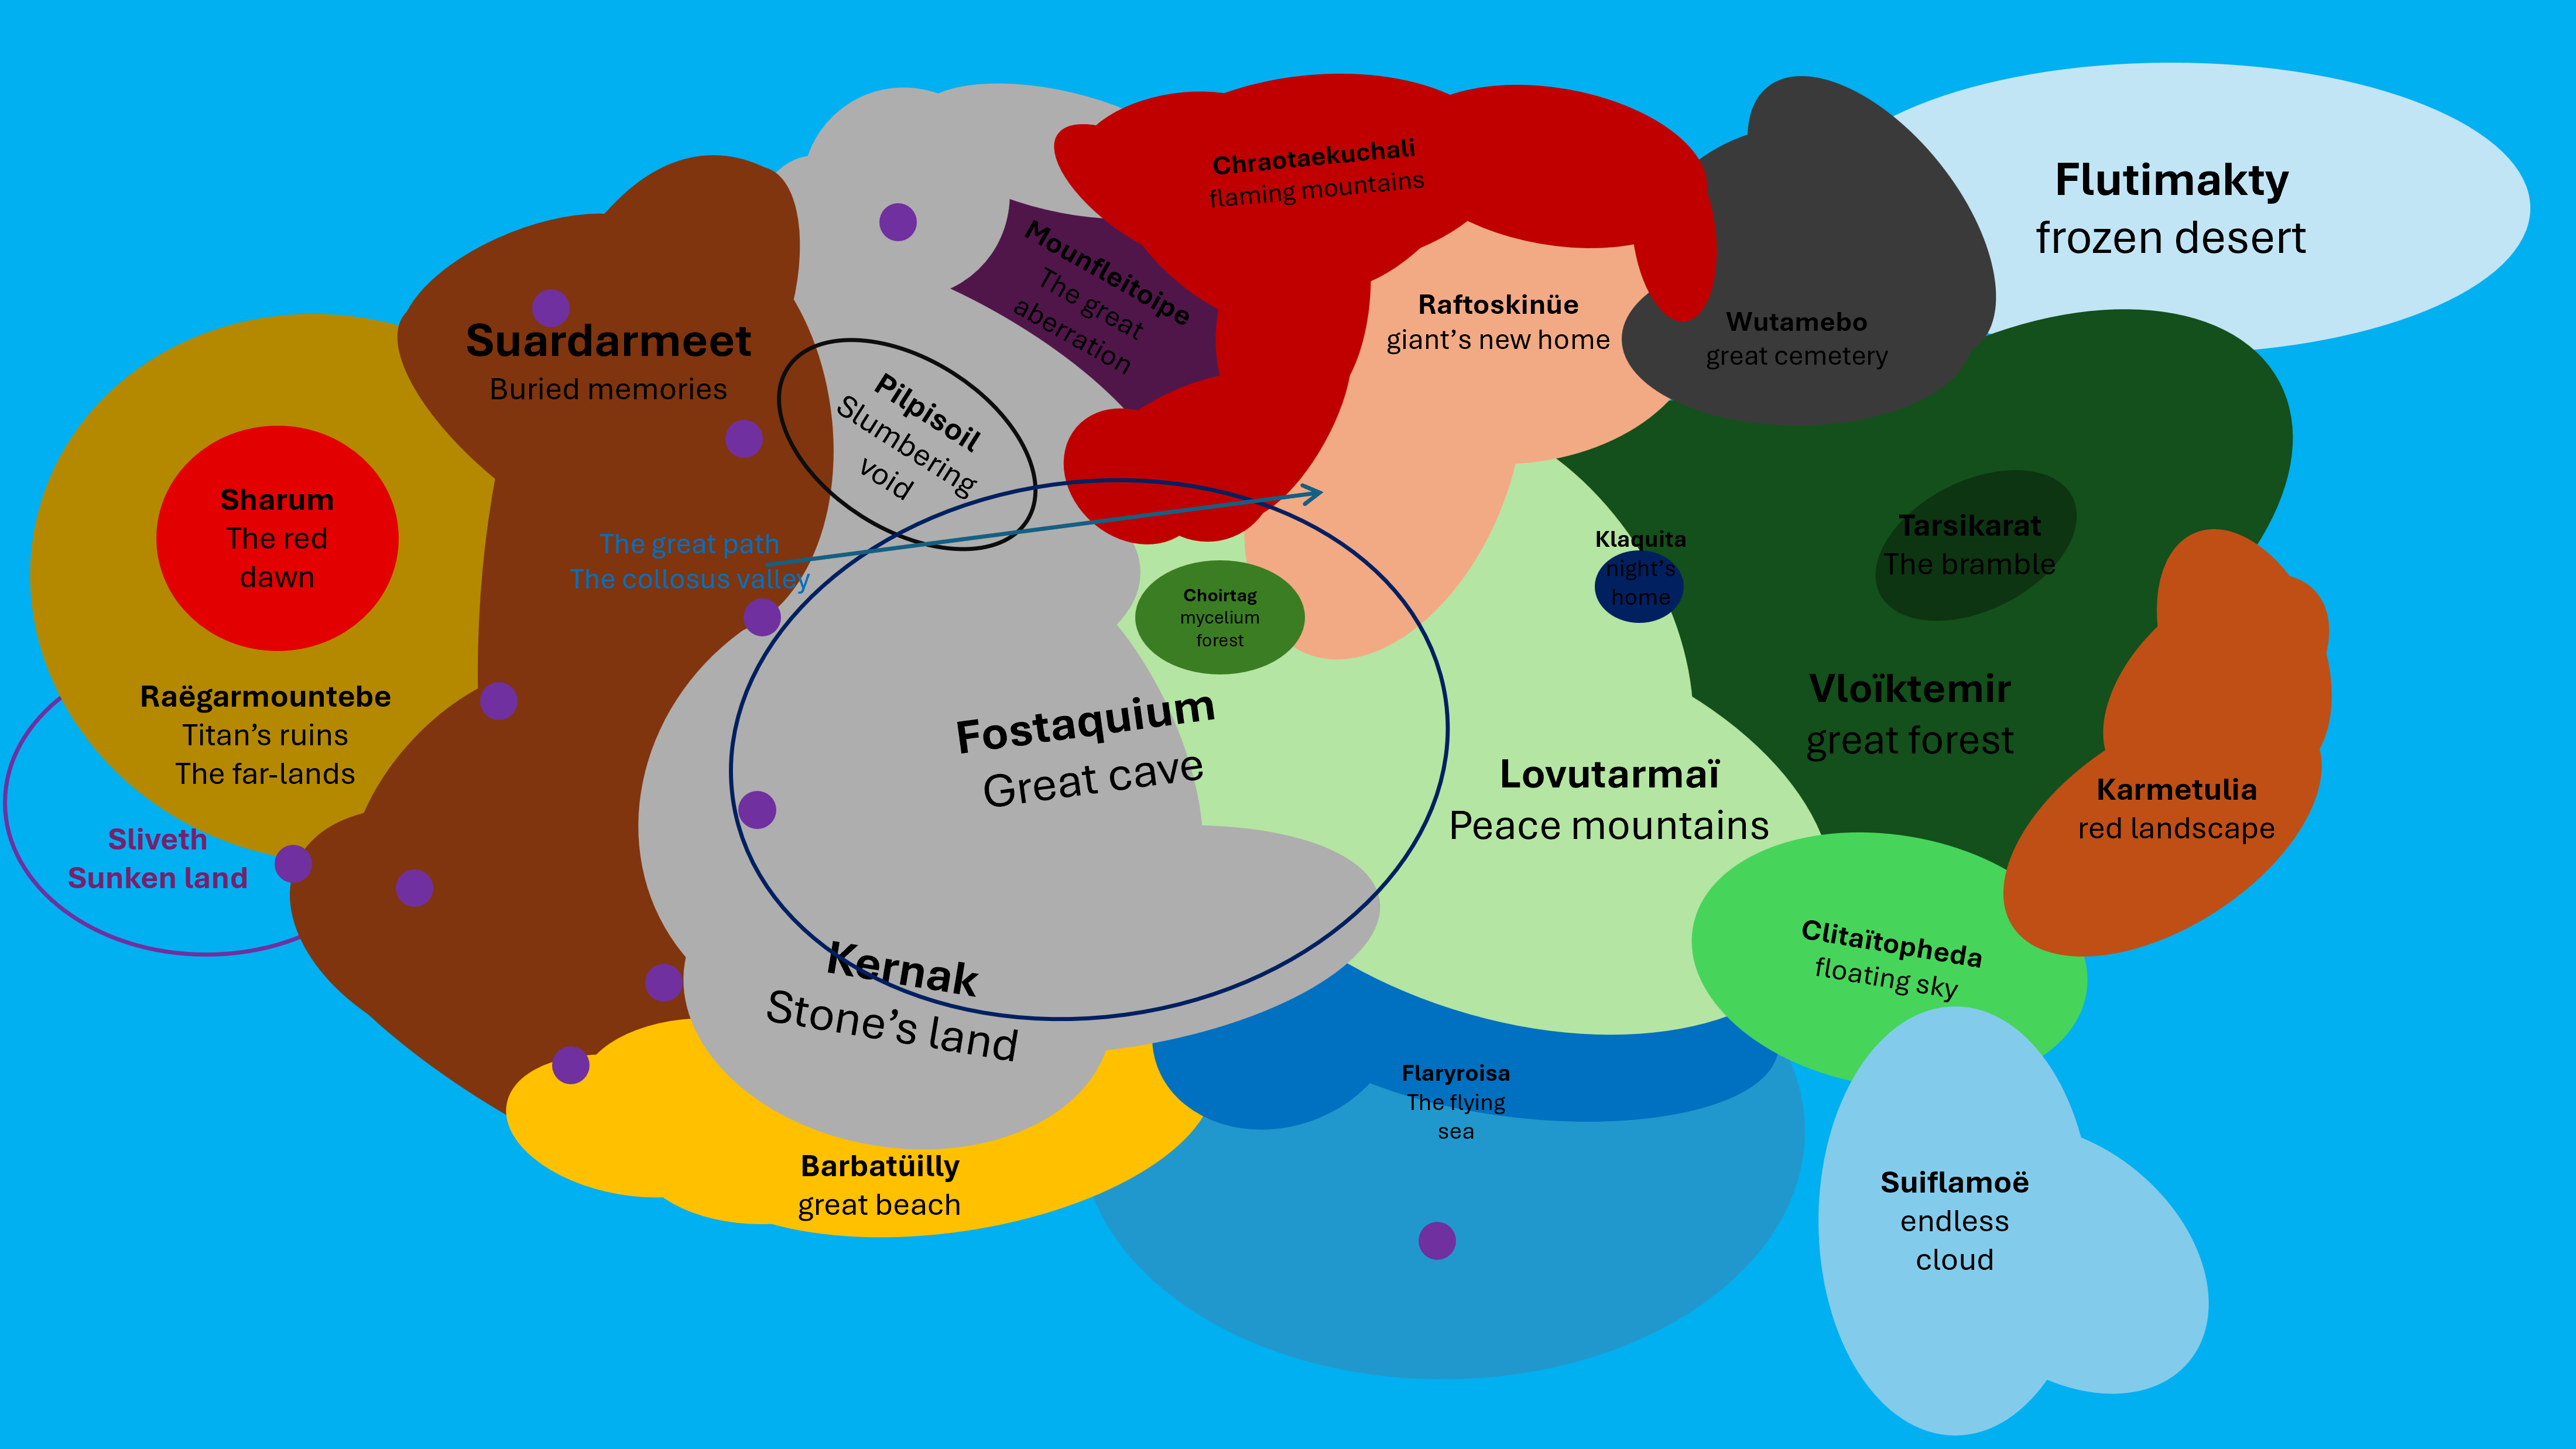 Chraotaekuchali
flaming mountains
Flutimakty
frozen desert
Mounfleitoipe
The great
aberration
Raftoskinüe
giant's new home
Wutamebo
great cemetery
Suardarmeet
Buried memories
Pilpisoil
Slumbering
void
Sharum
The red
dawn
The great path
The collosus valley
Klaquita
night's
home
Tarsikarat
The bramble
Choirtag
mycelium
forest
Raëgarmountebe
Titan's ruins
The far-lands
Fostaquium
Great cave
Vloïktemir
great forest
Lovutarmaï
Peace mountains
Karmetulia
red landscape
Sliveth
Sunken land
Kernak
Stone's land
Clitaïtopheda
floating sky
Flaryroisa
The flying
sea
Barbatüilly
great beach
Suiflamoë
endless
cloud